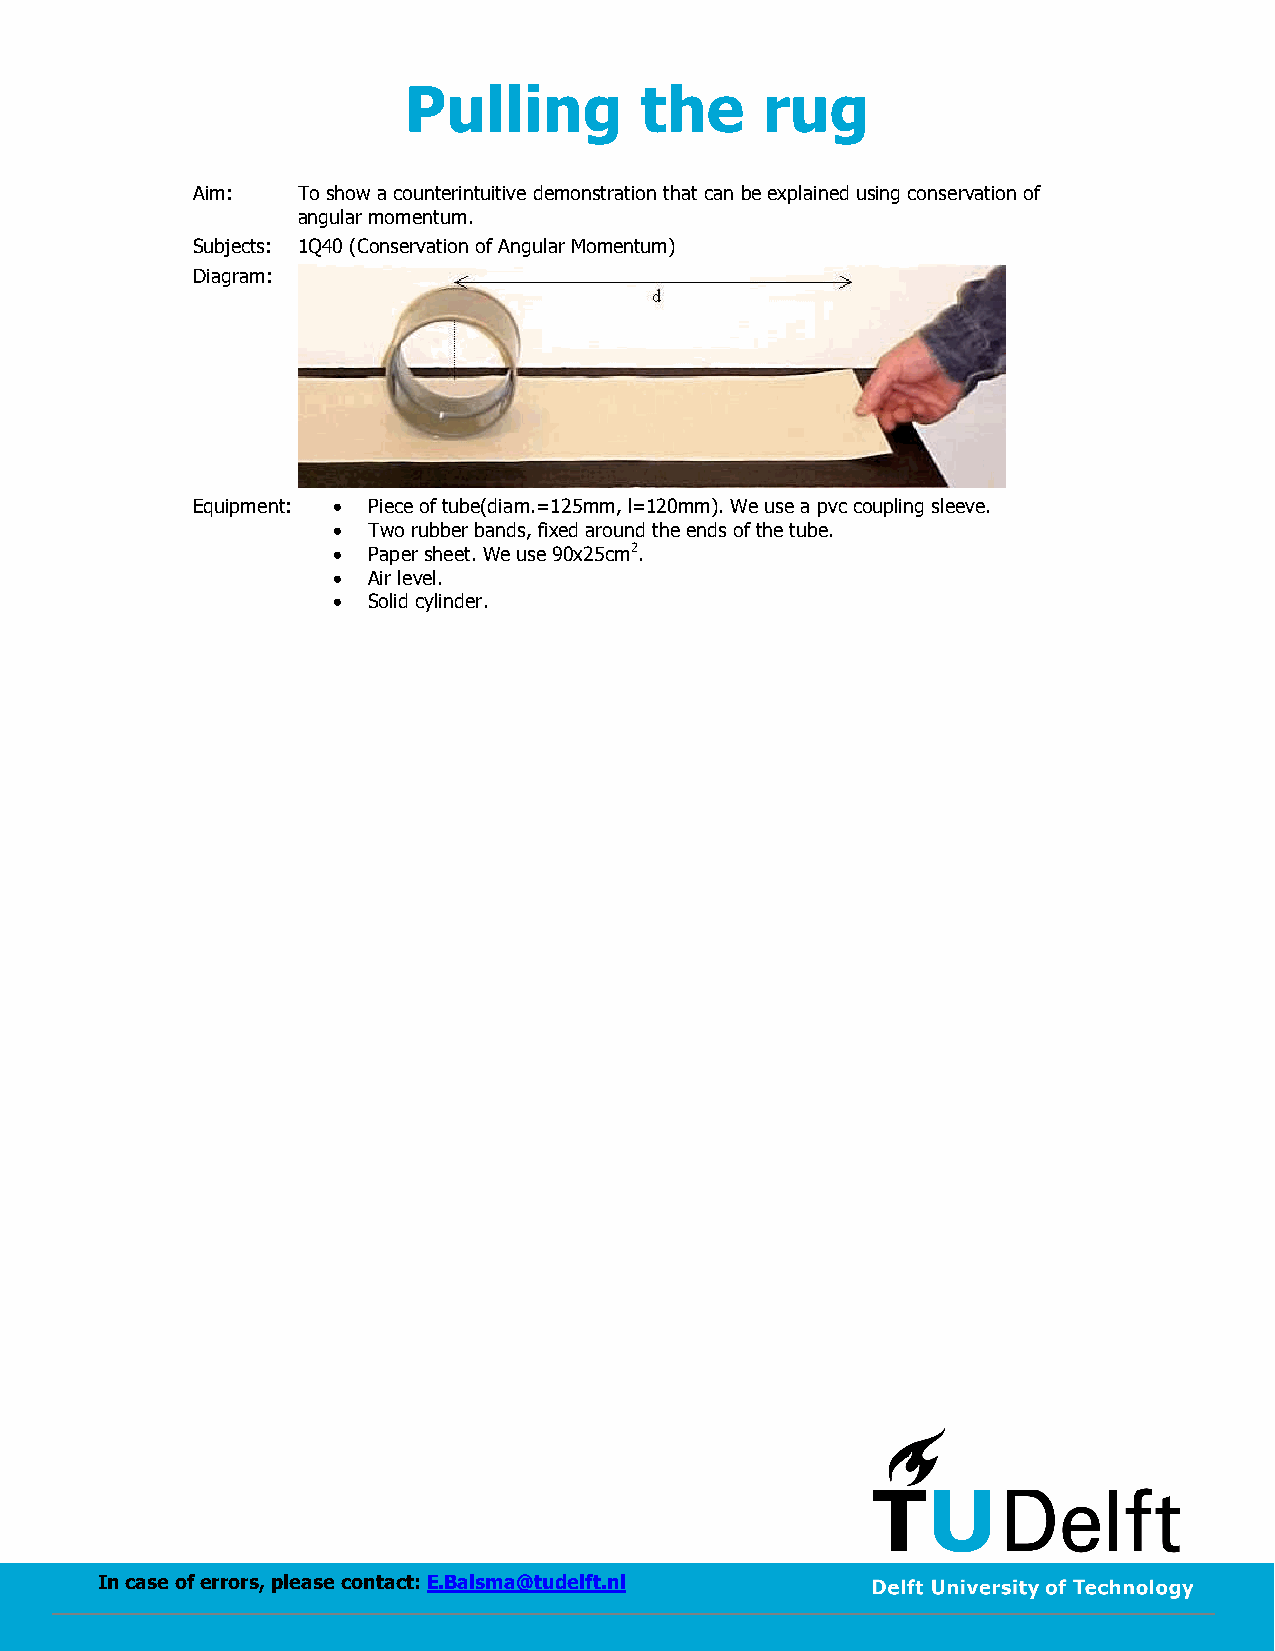 Pulling the rug
Aim: To show a counterintuitive demonstration that can be explained using conservation of
angular momentum.
Subjects: 1Q40 (Conservation of Angular Momentum)
Diagram:
d
Equipment: • Piece of tube(diam.=125mm, l=120mm). We use a pvc coupling sleeve.
• Two rubber bands, fixed around the ends of the tube.
• Paper sheet. We use 90x25cm².
• Air level.
• Solid cylinder.
TUDelft
In case of errors, please contact: E.Balsma@tudelft.nl
Delft University of Technology